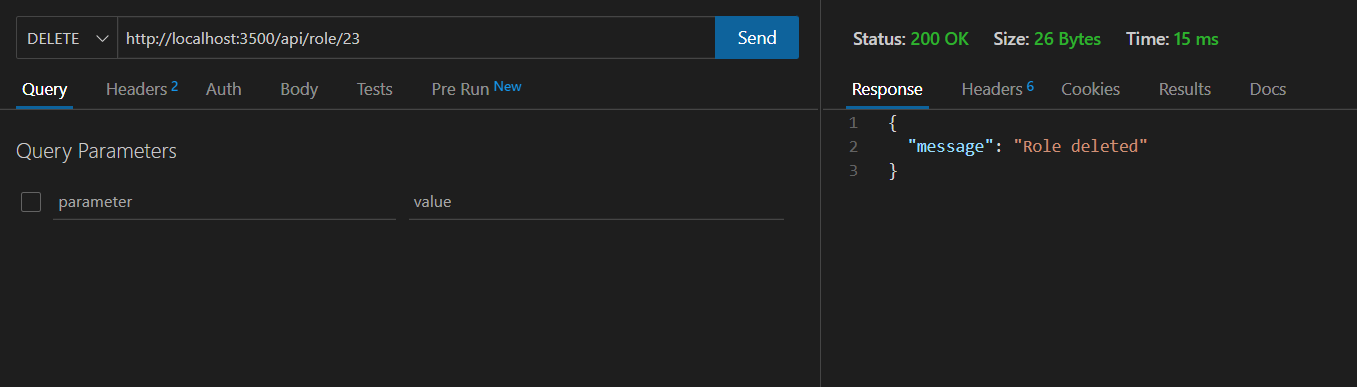 DELETE http://localhost:3500/api/role/23 Send
Query Headers 2 Auth Body Tests Pre Run New
Query Parameters
parameter value
Status: 200 OK Size: 26 Bytes Time: 15 ms
Response Headers 6 Cookies Results Docs
1 {
2 "message": "Role deleted"
3 }